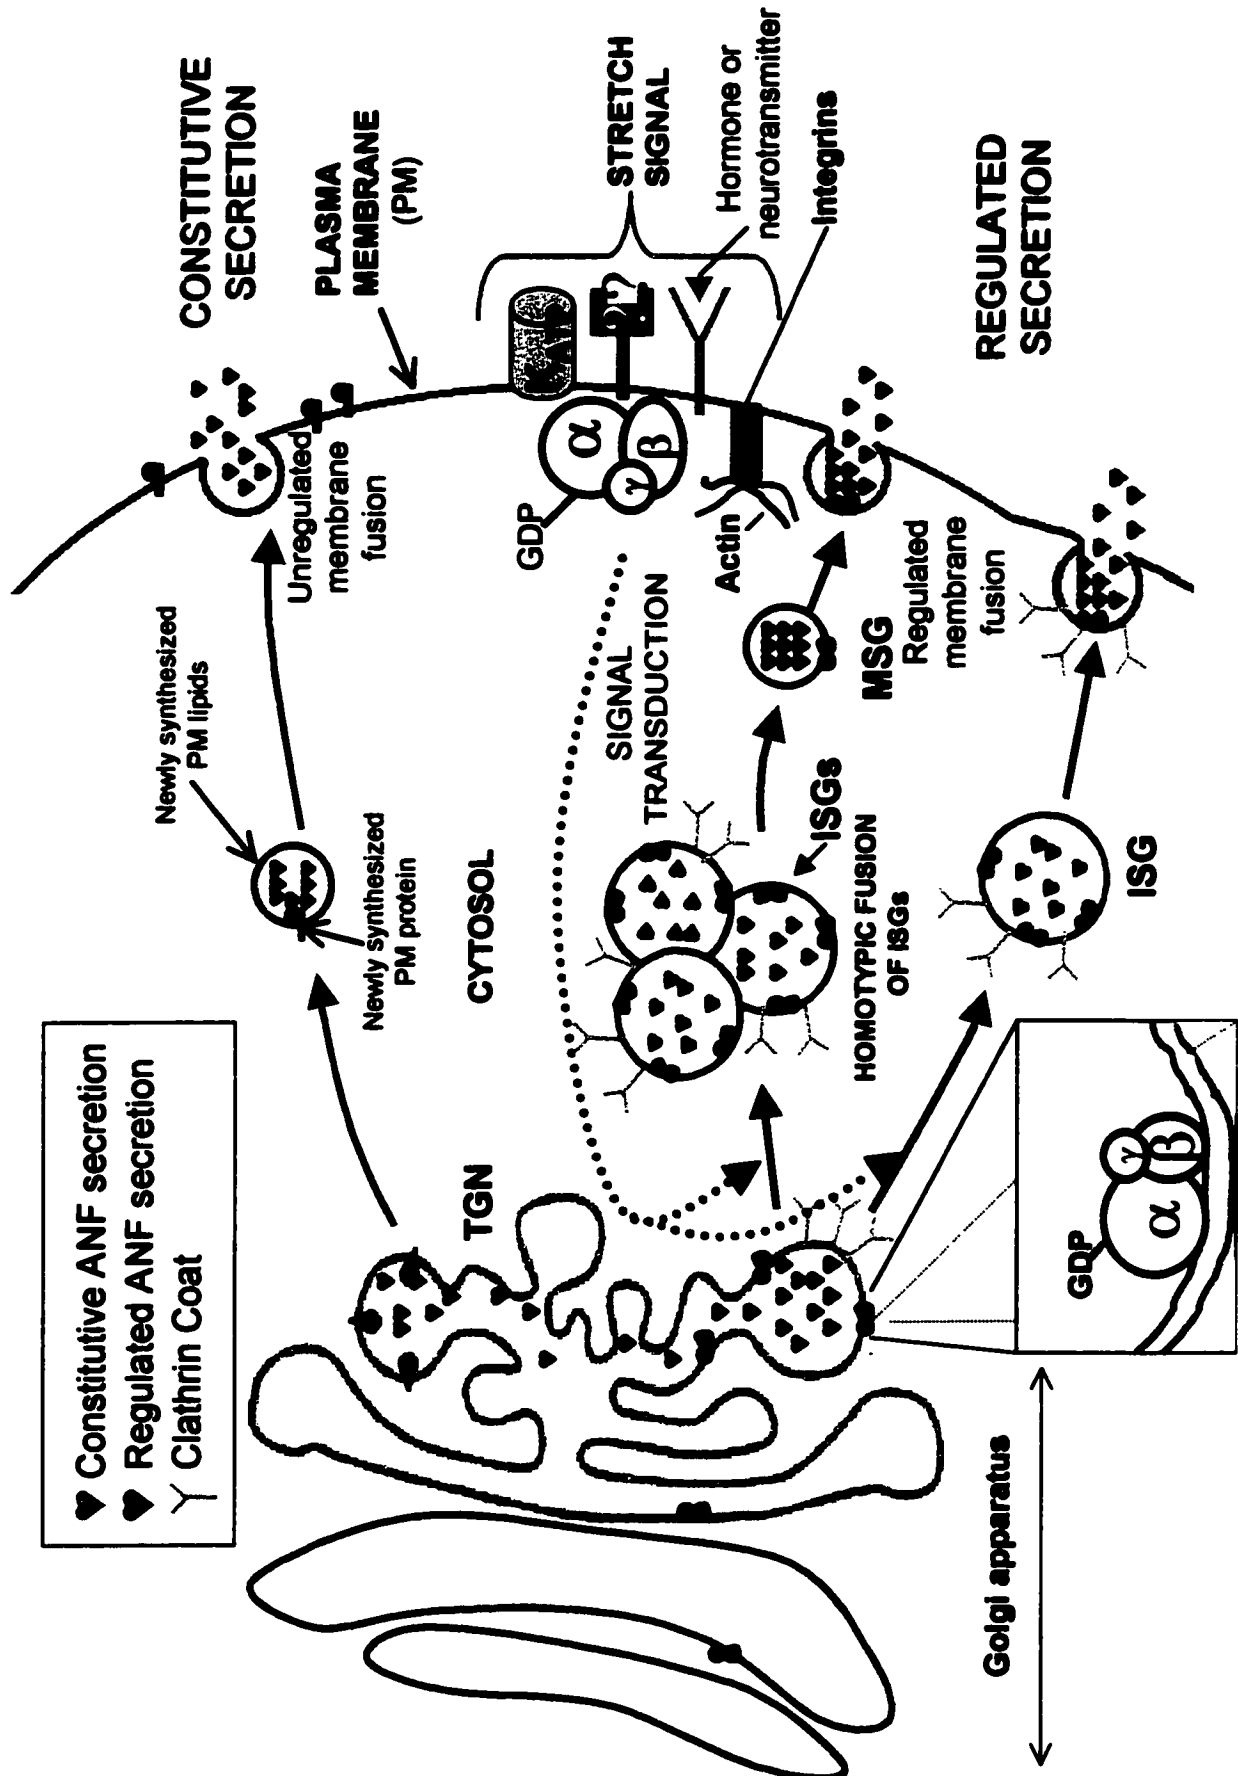 Constitutive ANF secretion
Regulated ANF secretion
Clathrin Coat
CONSTITUTIVE
SECRETION
PLASMA
MEMBRANE
(PM)
Newly synthesized
PM lipids
Unregulated
membrane
fusion
Newly synthesized
PM protein
CYTOSOL
TGN
STRETCH
SIGNAL
Hormone or
neurotransmitter
Integrins
KATP
??
α
β
γ
GDP
Actin
SIGNAL
TRANSDUCTION
MSG
Regulated
membrane
fusion
ISGs
HOMOTYPIC FUSION
OF ISGs
REGULATED
SECRETION
ISG
GDP
α
γ
β
Golgi apparatus